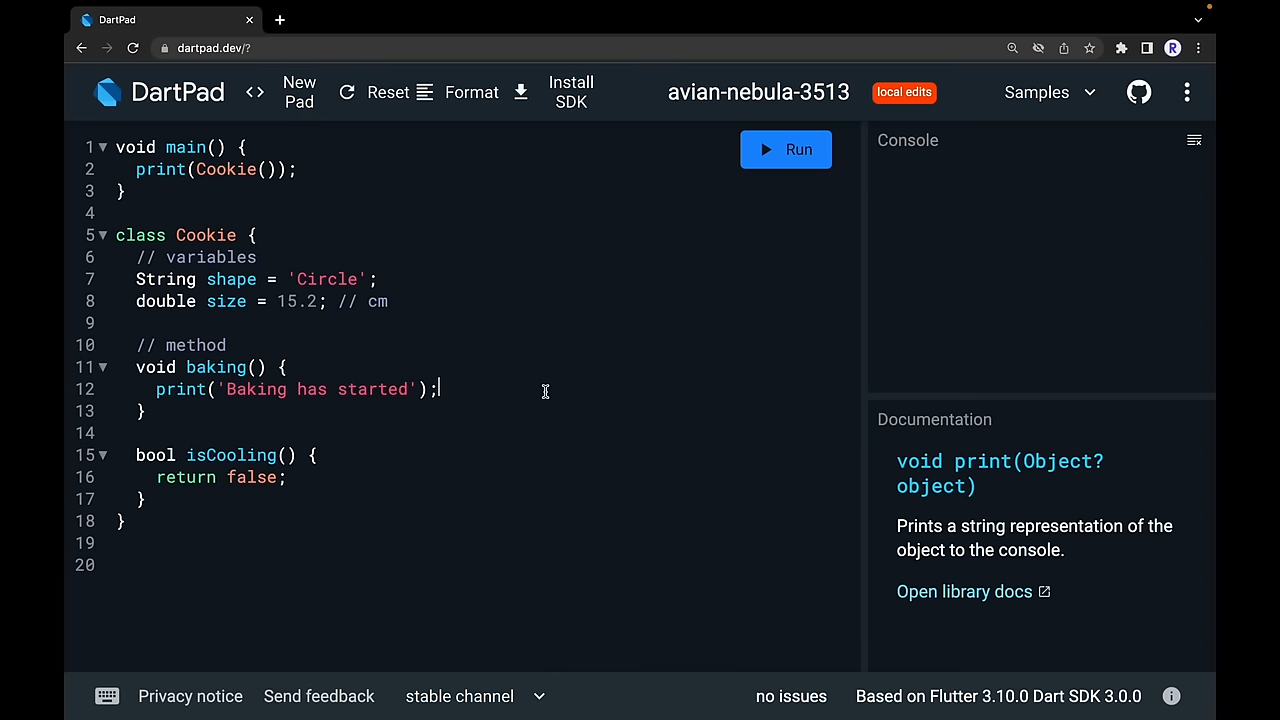 DartPad
dartpad.dev/?
R
DartPad
New Pad
Reset
Format
Install SDK
avian-nebula-3513
local edits
Samples
1 void main() {
2   print(Cookie());
3 }
4
5 class Cookie {
6   // variables
7   String shape = 'Circle';
8   double size = 15.2; // cm
9
10   // method
11   void baking() {
12     print('Baking has started');
13   }
14
15   bool isCooling() {
16     return false;
17   }
18 }
19
20
Run
Console
Documentation
void print(Object?
object)
Prints a string representation of the
object to the console.
Open library docs
Privacy notice
Send feedback
stable channel
no issues
Based on Flutter 3.10.0 Dart SDK 3.0.0